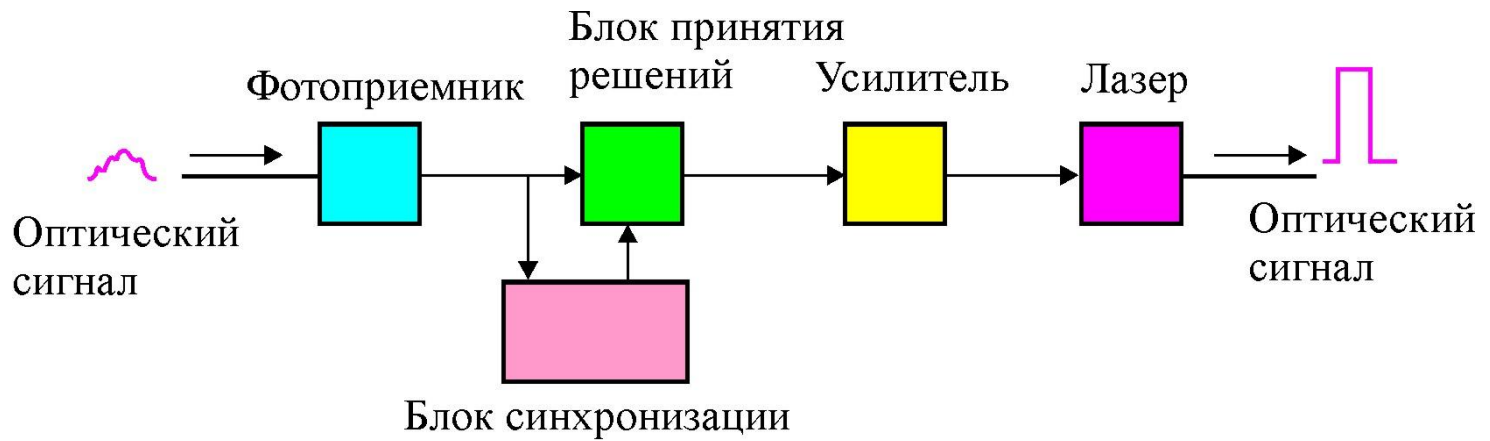 Блок принятия
решений
Фотоприемник
Усилитель
Лазер
Оптический
сигнал
Оптический
сигнал
Блок синхронизации